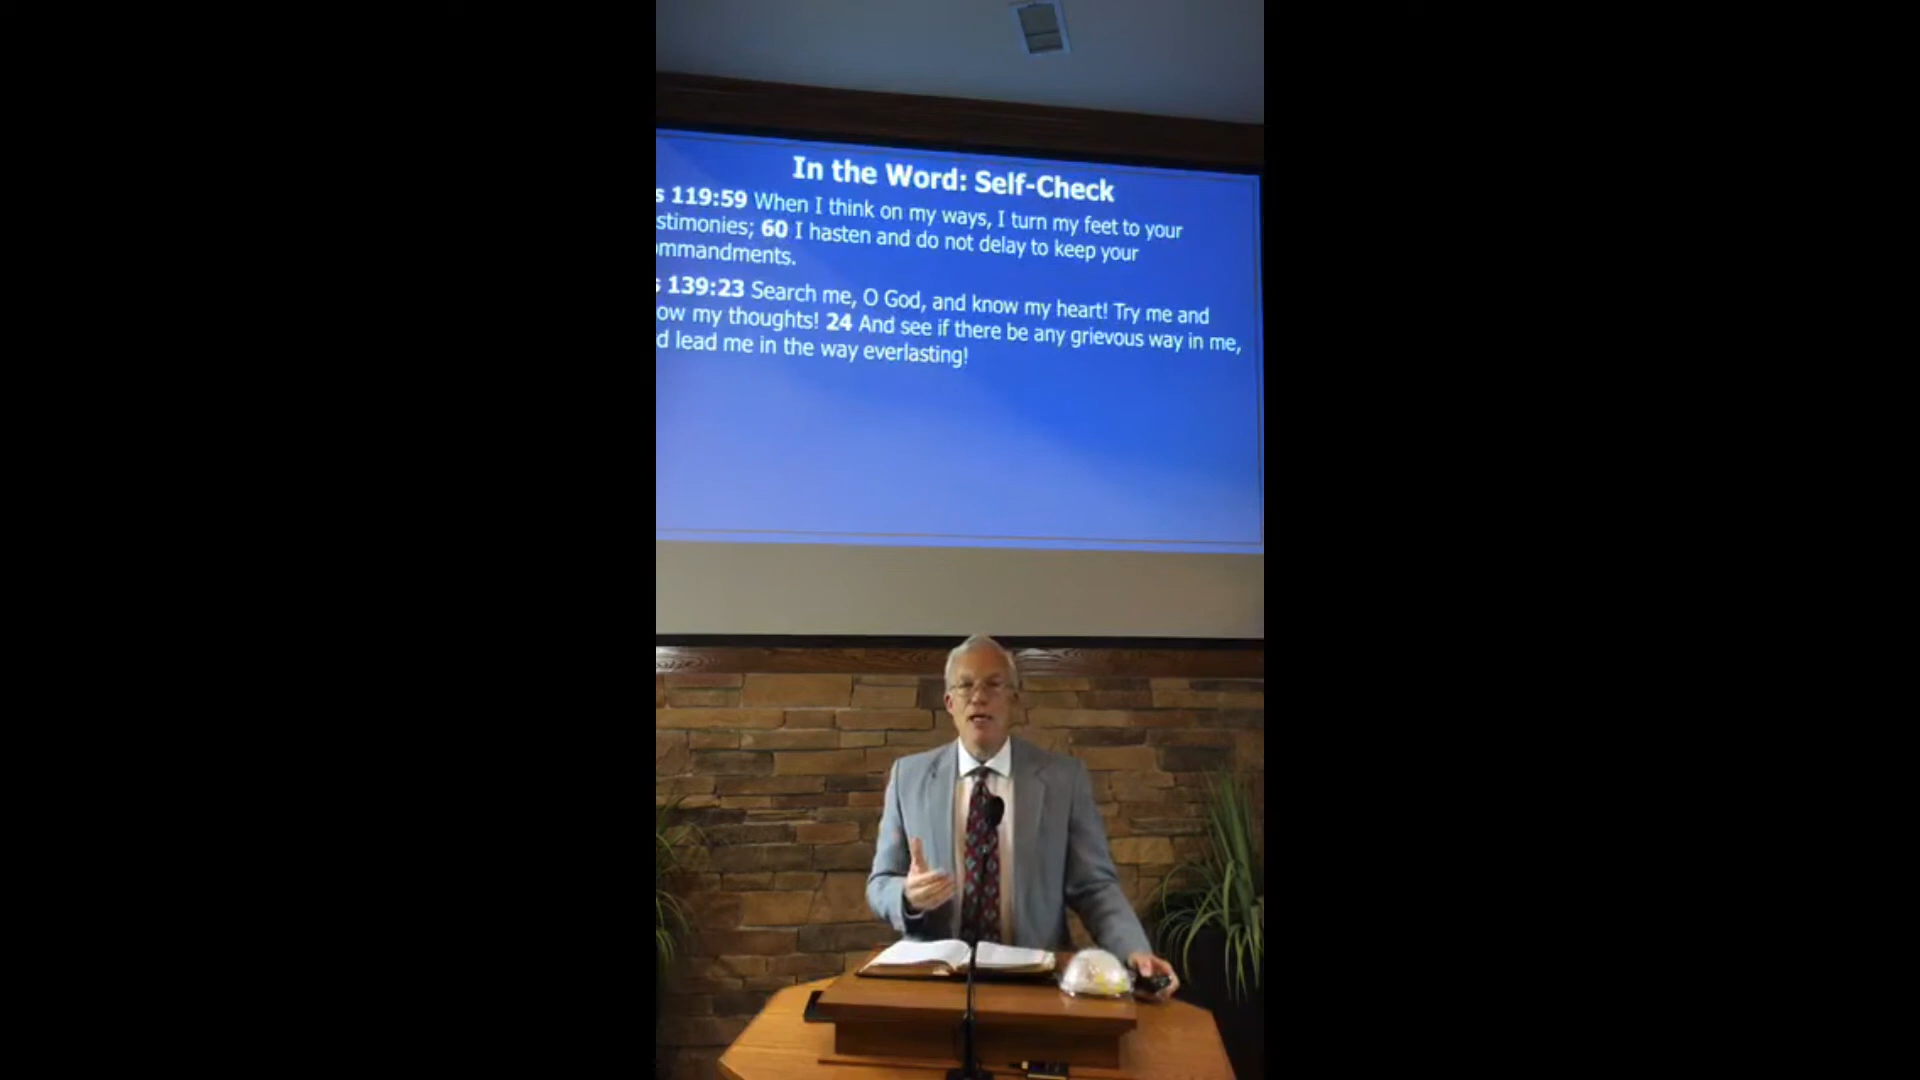 In the Word: Self-Check
s 119:59 When I think on my ways, I turn my feet to your
stimonies; 60 I hasten and do not delay to keep your
mmandments.
s 139:23 Search me, O God, and know my heart! Try me and
ow my thoughts! 24 And see if there be any grievous way in me,
d lead me in the way everlasting!